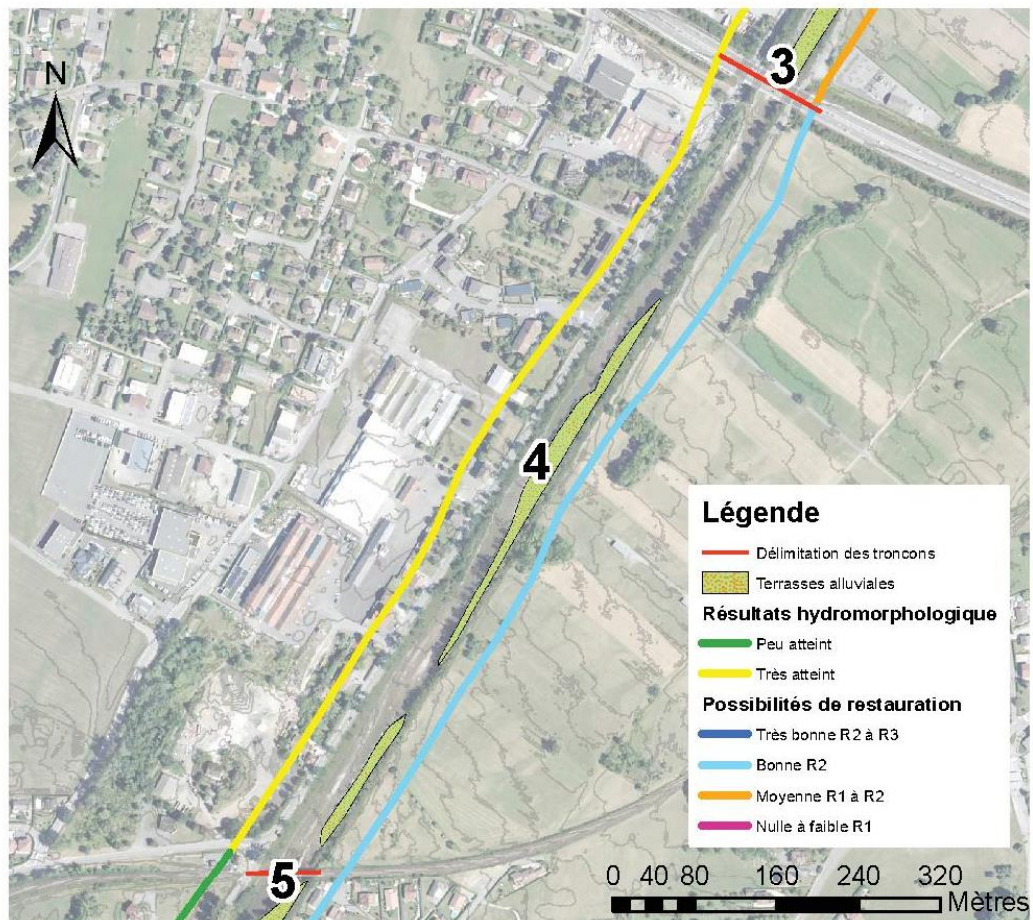 N
3
4
5
Légende
Délimitation des troncons
Terrasses alluviales
Résultats hydromorphologique
Peu atteint
Très atteint
Possibilités de restauration
Très bonne R2 à R3
Bonne R2
Moyenne R1 à R2
Nulle à faible R1
0 40 80 160 240 320
Mètres